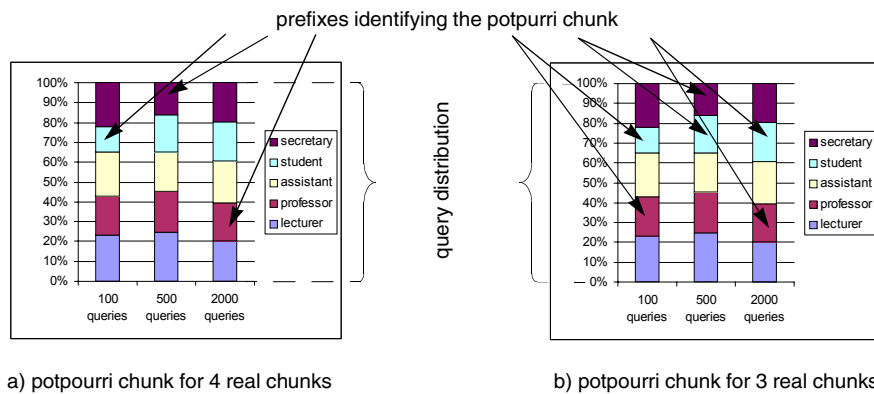 prefixes identifying the potpurri chunk
100%
90%
80%
70%
60%
50%
40%
30%
20%
10%
0%
100 queries
500 queries
2000 queries
secretary
student
assistant
professor
lecturer
query distribution
100%
90%
80%
70%
60%
50%
40%
30%
20%
10%
0%
100 queries
500 queries
2000 queries
secretary
student
assistant
professor
lecturer
a) potpourri chunk for 4 real chunks
b) potpourri chunk for 3 real chunks